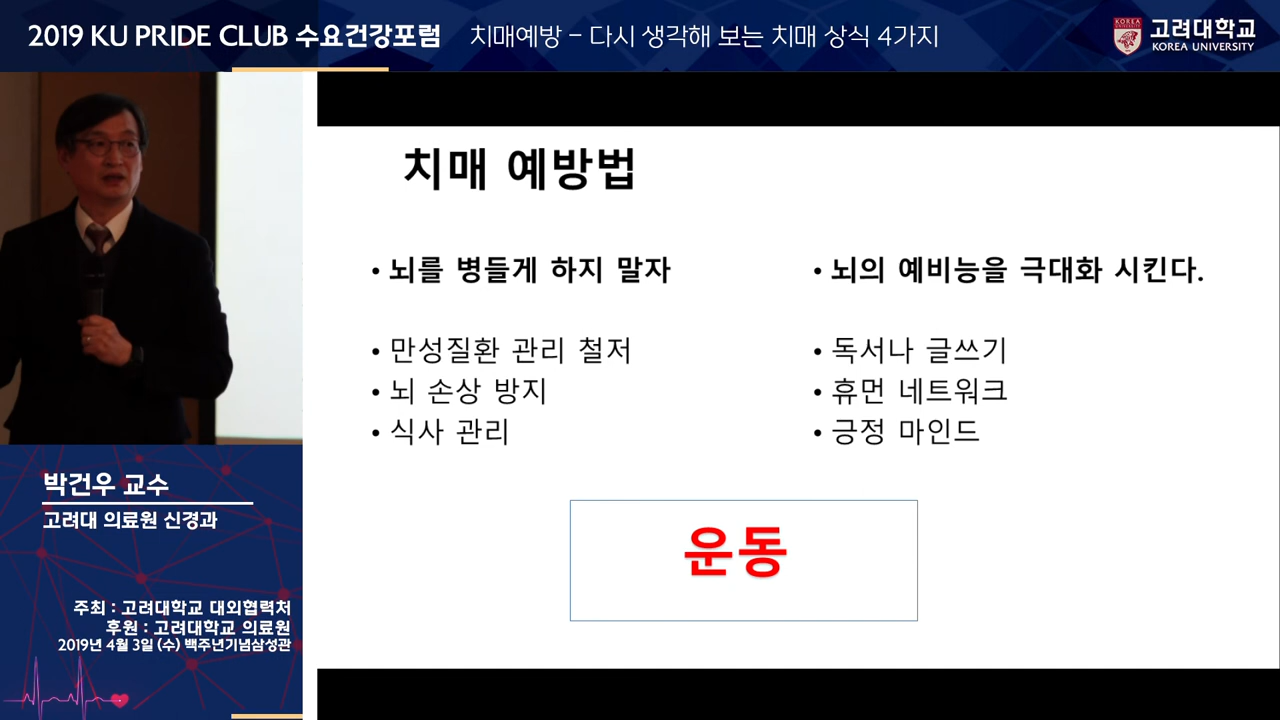 2019 KU PRIDE CLUB 수요건강포럼
치매예방 – 다시 생각해 보는 치매 상식 4가지
KOREA UNIVERSITY
고려대학교
KOREA UNIVERSITY
치매 예방법
• 뇌를 병들게 하지 말자
• 만성질환 관리 철저
• 뇌 손상 방지
• 식사 관리
• 뇌의 예비능을 극대화 시킨다.
• 독서나 글쓰기
• 휴먼 네트워크
• 긍정 마인드
운동
박건우 교수
고려대 의료원 신경과
주최 : 고려대학교 대외협력처
후원 : 고려대학교 의료원
2019년 4월 3일 (수) 백주년기념삼성관